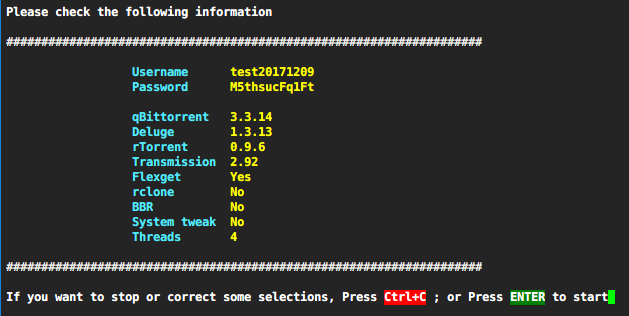 Please check the following information
####################################################################
Username test20171209
Password M5thsucFq1Ft
qBittorrent 3.3.14
Deluge 1.3.13
rTorrent 0.9.6
Transmission 2.92
Flexget Yes
rclone No
BBR No
System tweak No
Threads 4
####################################################################
If you want to stop or correct some selections, Press Ctrl+C ; or Press ENTER to start